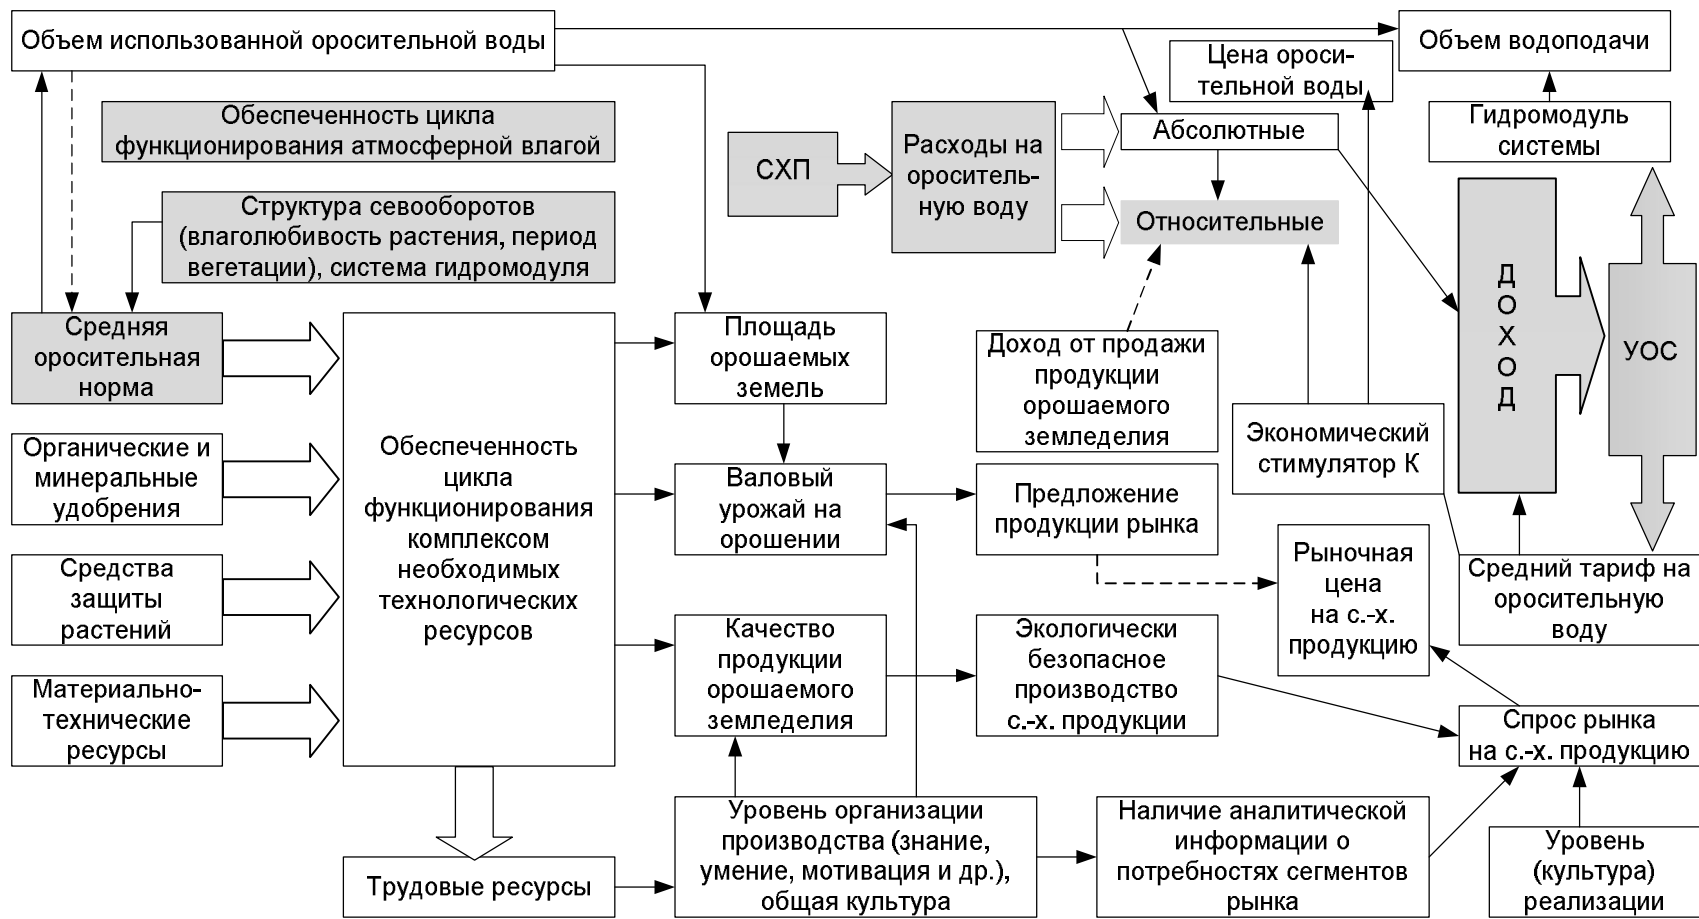 Объем использованной оросительной воды
Объем водоподачи
Цена ороси-
тельной воды
Обеспеченность цикла
функционирования атмосферной влагой
СХП
Расходы на
ороситель-
ную воду
Абсолютные
Гидромодуль
системы
Структура севооборотов
(влаголюбивость растения, период
вегетации), система гидромодуля
Относительные
Д
О
Х
О
Д
УОС
Средняя
оросительная
норма
Обеспеченность
цикла
функционирования
комплексом
необходимых
технологических
ресурсов
Площадь
орошаемых
земель
Доход от продажи
продукции
орошаемого
земледелия
Экономический
стимулятор К
Органические и
минеральные
удобрения
Валовый
урожай на
орошении
Предложение
продукции рынка
Рыночная
цена
на с.-х.
продукцию
Средний тариф на
оросительную
воду
Средства
защиты
растений
Качество
продукции
орошаемого
земледелия
Экологически
безопасное
производство
с.-х. продукции
Материально-
технические
ресурсы
Спрос рынка
на с.-х. продукцию
Трудовые ресурсы
Уровень организации
производства (знание,
умение, мотивация и др.),
общая культура
Наличие аналитической
информации о
потребностях сегментов
рынка
Уровень
(культура)
реализации